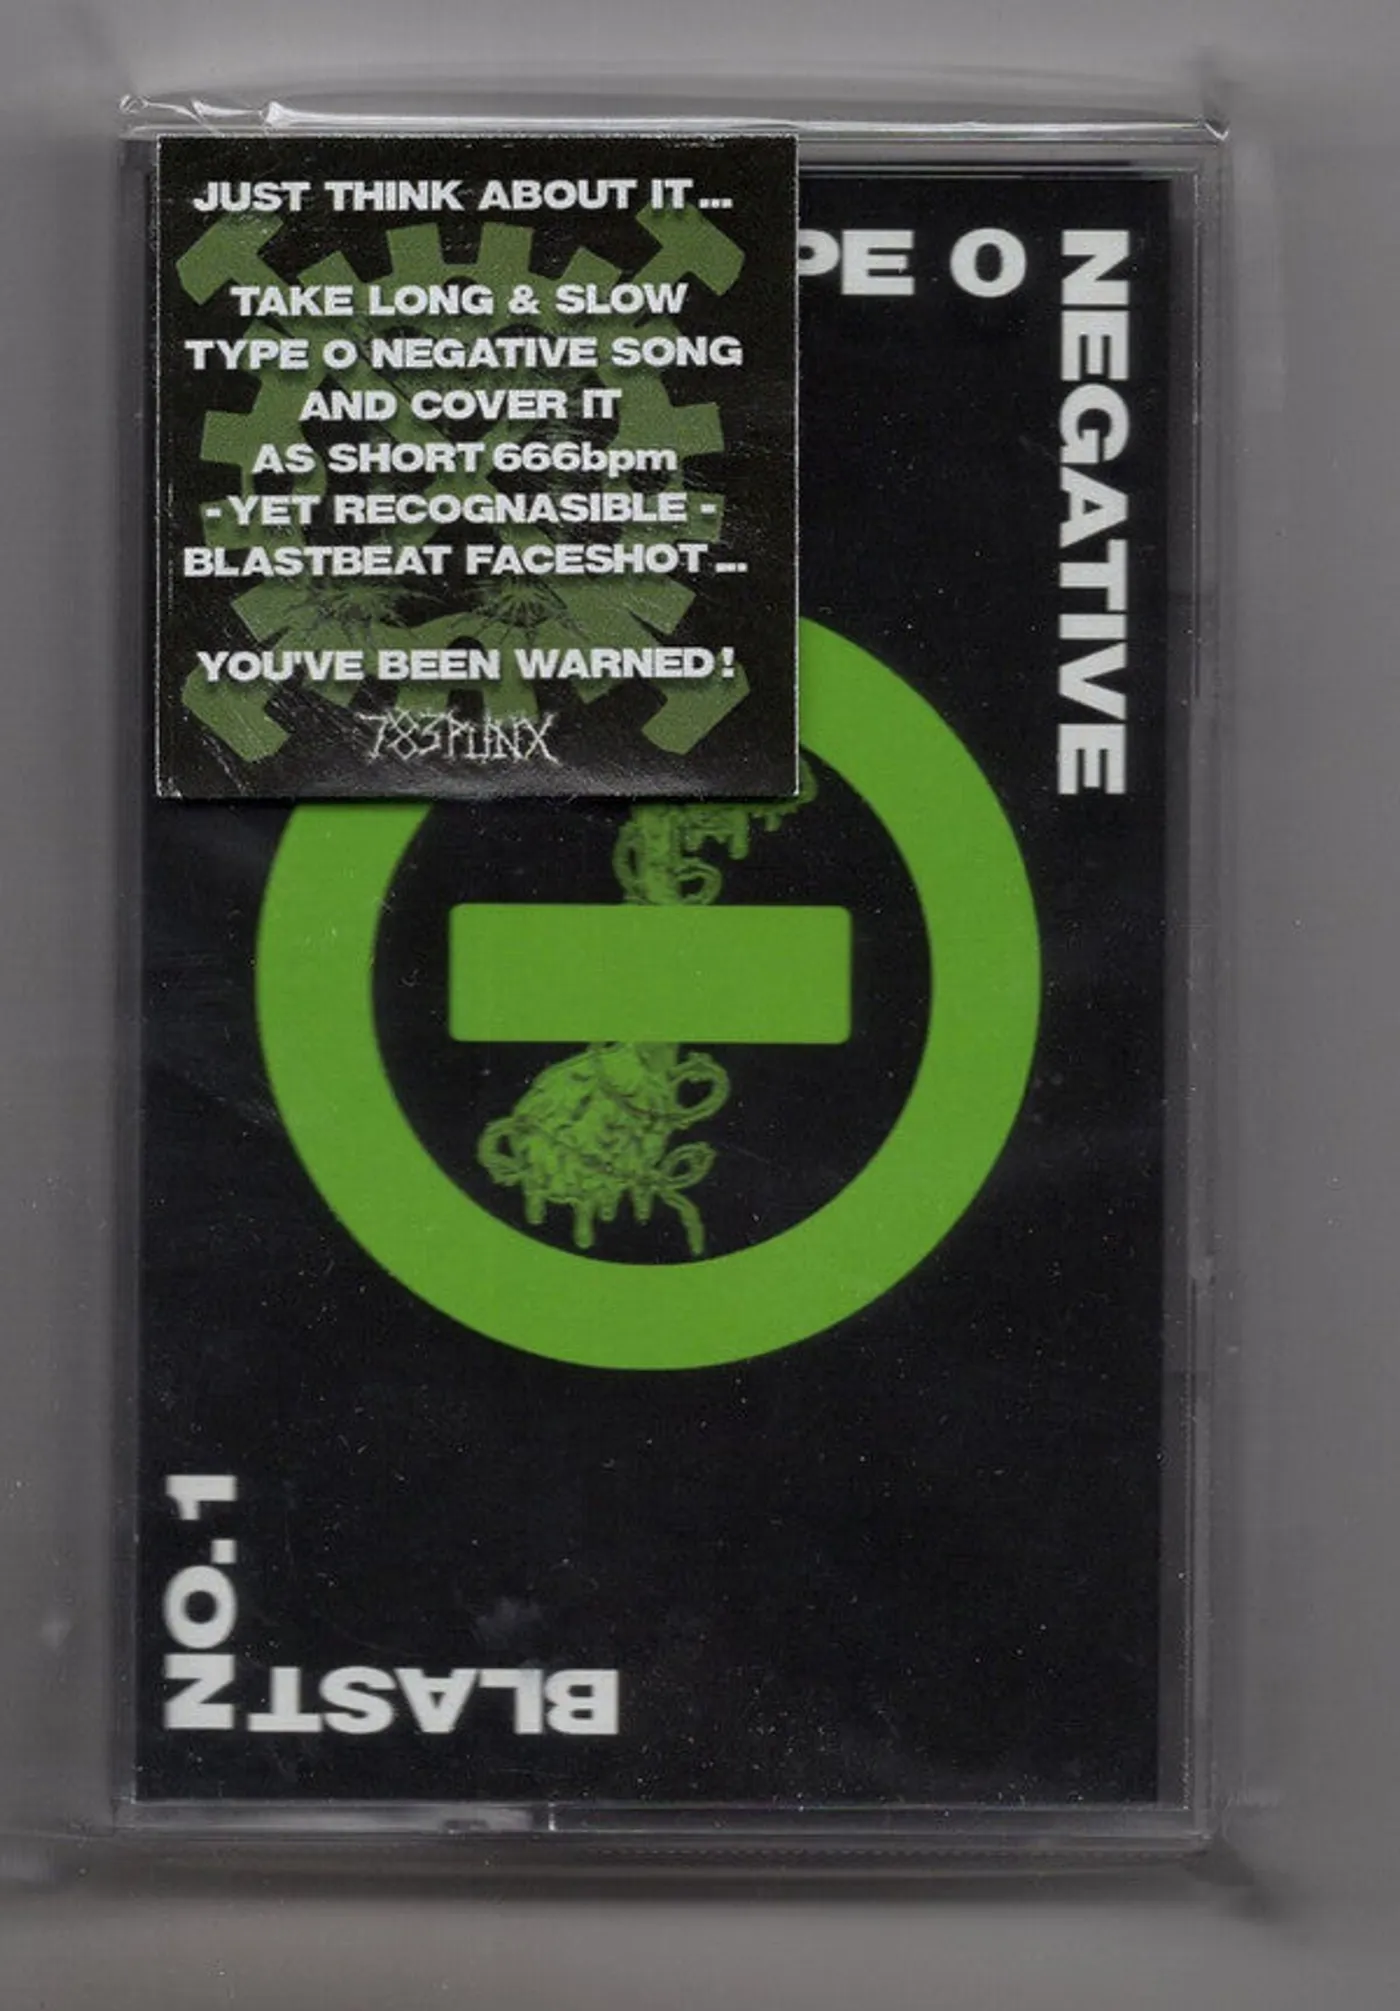 JUST THINK ABOUT IT...
TAKE LONG & SLOW
TYPE O NEGATIVE SONG
AND COVER IT
AS SHORT 666bpm
- YET RECOGNASIBLE -
BLASTBEAT FACESHOT...
YOU'VE BEEN WARNED!
783PUNX
PE O
NEGATIVE
BLAST
NO. 1